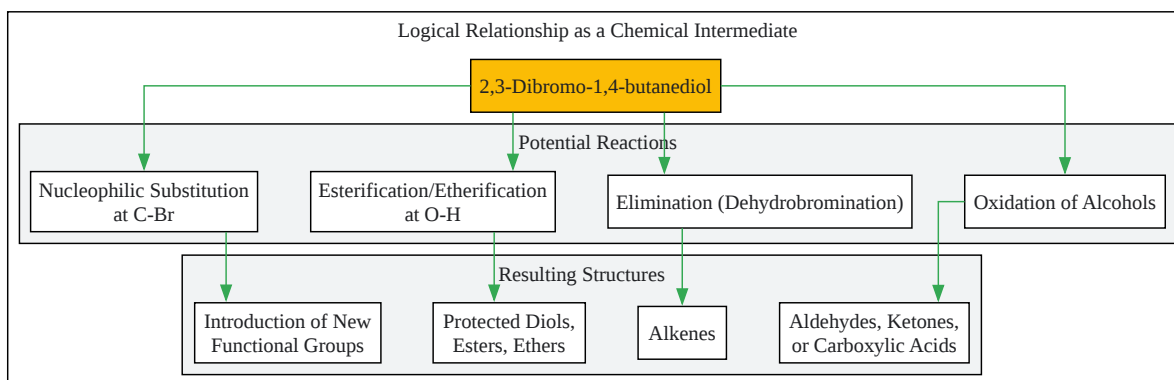 Logical Relationship as a Chemical Intermediate
2,3-Dibromo-1,4-butanediol
Potential Reactions
Nucleophilic Substitution
at C-Br
Esterification/Etherification
at O-H
Elimination (Dehydrobromination)
Oxidation of Alcohols
Resulting Structures
Introduction of New
Functional Groups
Protected Diols,
Esters, Ethers
Alkenes
Aldehydes, Ketones,
or Carboxylic Acids